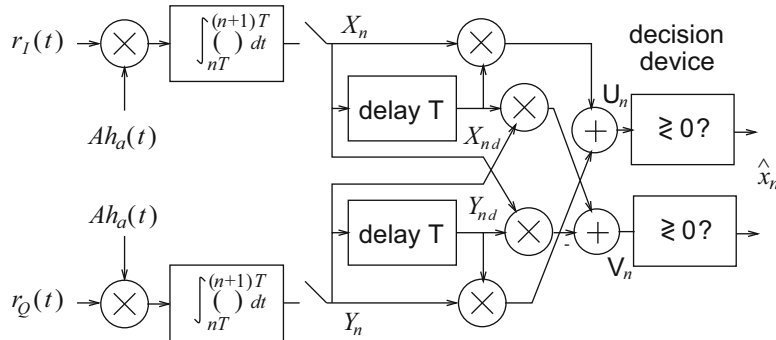 r_I(t)
Ah_a(t)
∫_{nT}^{(n+1)T} ( ) dt
X_n
delay T
X_{nd}
decision
device
U_n
≷ 0?
x̂_n
Ah_a(t)
r_Q(t)
∫_{nT}^{(n+1)T} ( ) dt
Y_{nd}
delay T
Y_n
-
V_n
≷ 0?